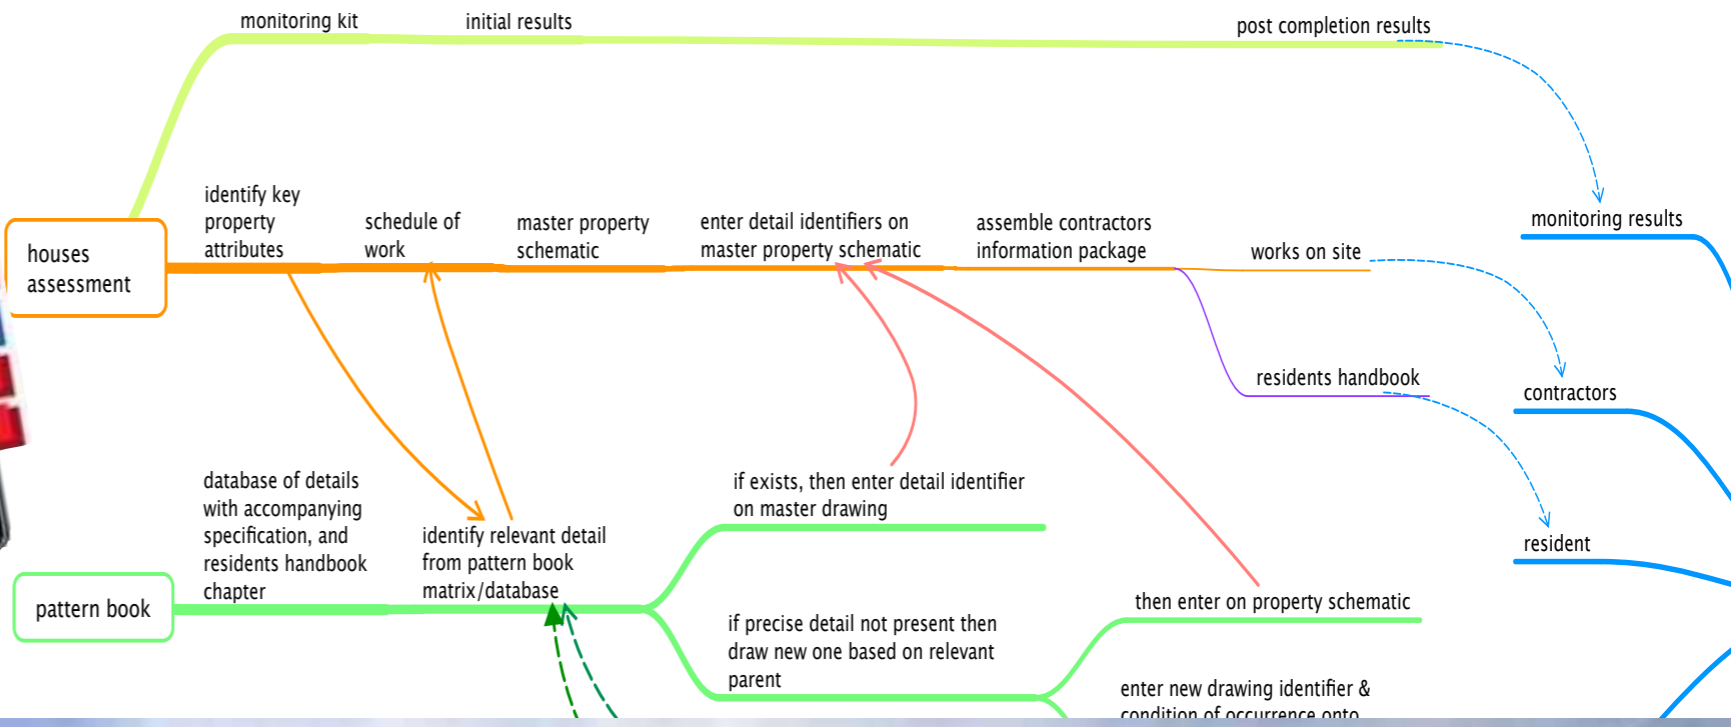 monitoring kit
initial results
post completion results
identify key
property
attributes
schedule of
work
master property
schematic
enter detail identifiers on
master property schematic
assemble contractors
information package
works on site
monitoring results
houses
assessment
residents handbook
contractors
database of details
with accompanying
specification, and
residents handbook
chapter
identify relevant detail
from pattern book
matrix/database
if exists, then enter detail identifier
on master drawing
resident
pattern book
if precise detail not present then
draw new one based on relevant
parent
then enter on property schematic
enter new drawing identifier &
condition of occurrence onto